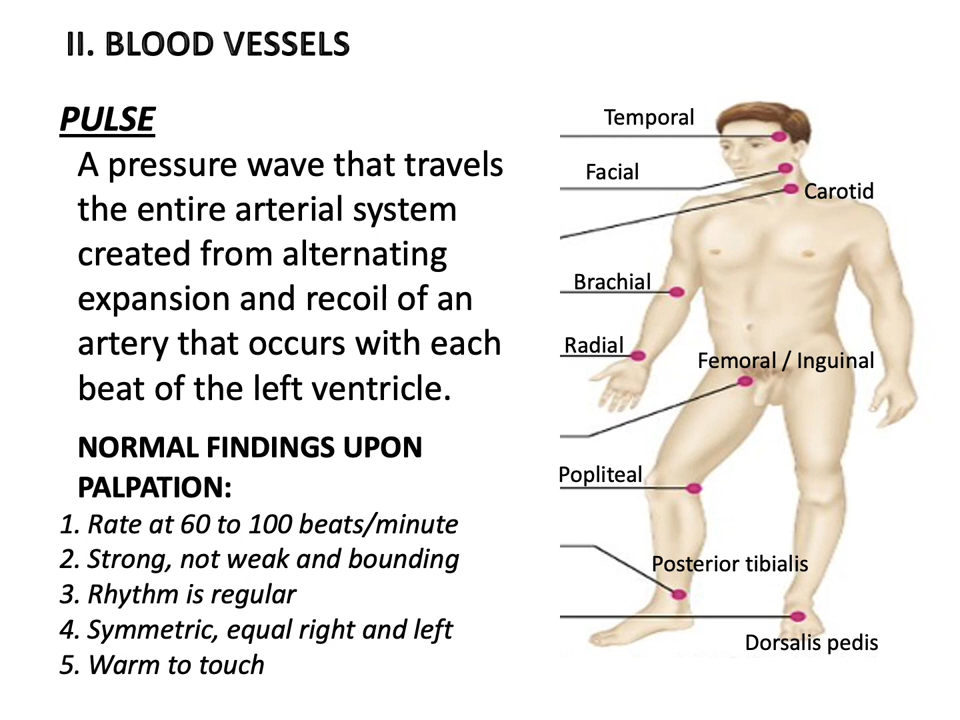 II. BLOOD VESSELS
PULSE
A pressure wave that travels
the entire arterial system
created from alternating
expansion and recoil of an
artery that occurs with each
beat of the left ventricle.
NORMAL FINDINGS UPON
PALPATION:
1. Rate at 60 to 100 beats/minute
2. Strong, not weak and bounding
3. Rhythm is regular
4. Symmetric, equal right and left
5. Warm to touch
Temporal
Facial
Carotid
Brachial
Radial
Femoral / Inguinal
Popliteal
Posterior tibialis
Dorsalis pedis